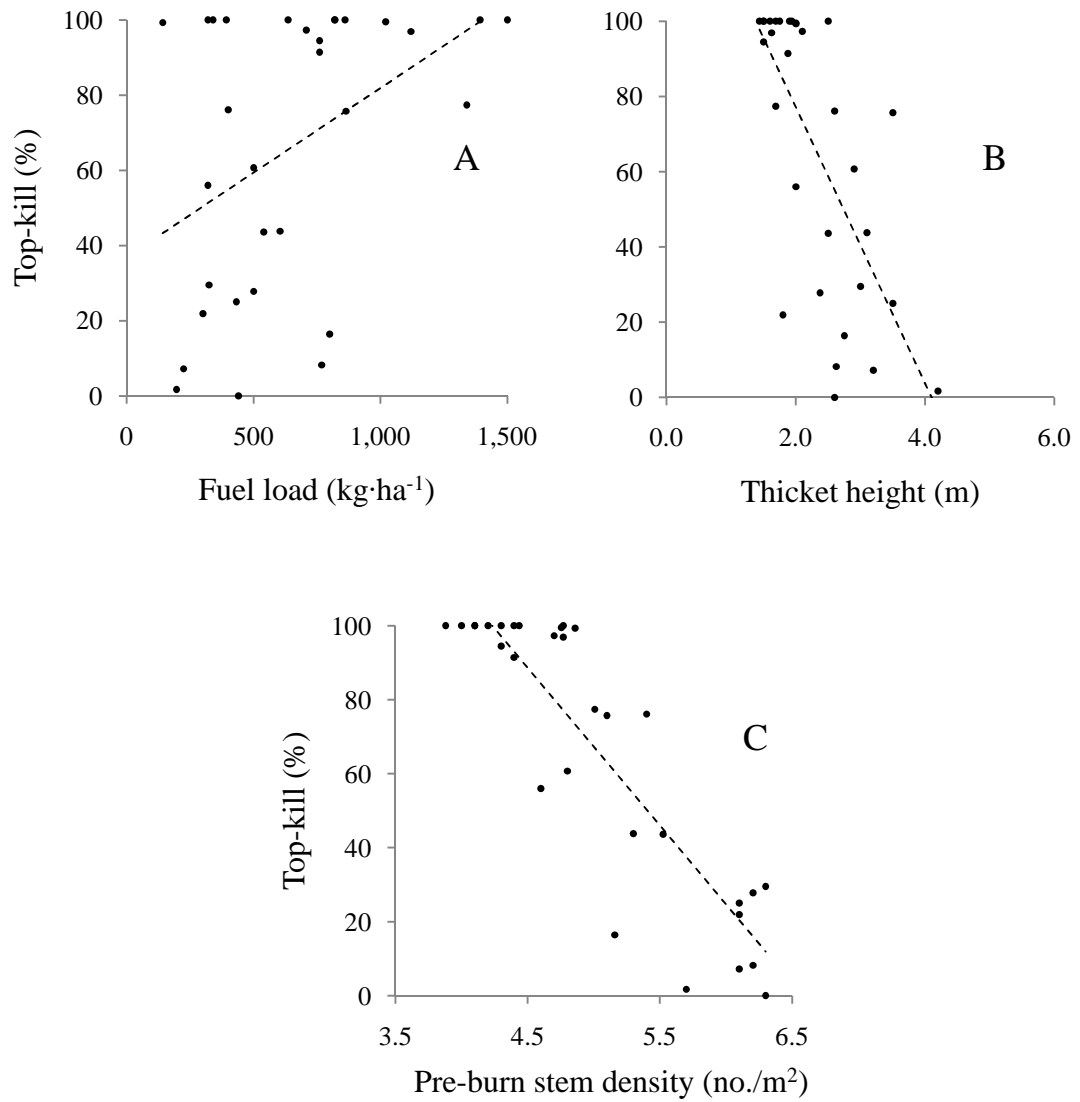 100
80
60
40
20
0
Top-kill (%)
A
0 500 1,000 1,500
Fuel load (kg·ha⁻¹)
100
80
60
40
20
0
B
0.0 2.0 4.0 6.0
Thicket height (m)
100
80
60
40
20
0
Top-kill (%)
C
3.5 4.5 5.5 6.5
Pre-burn stem density (no./m²)